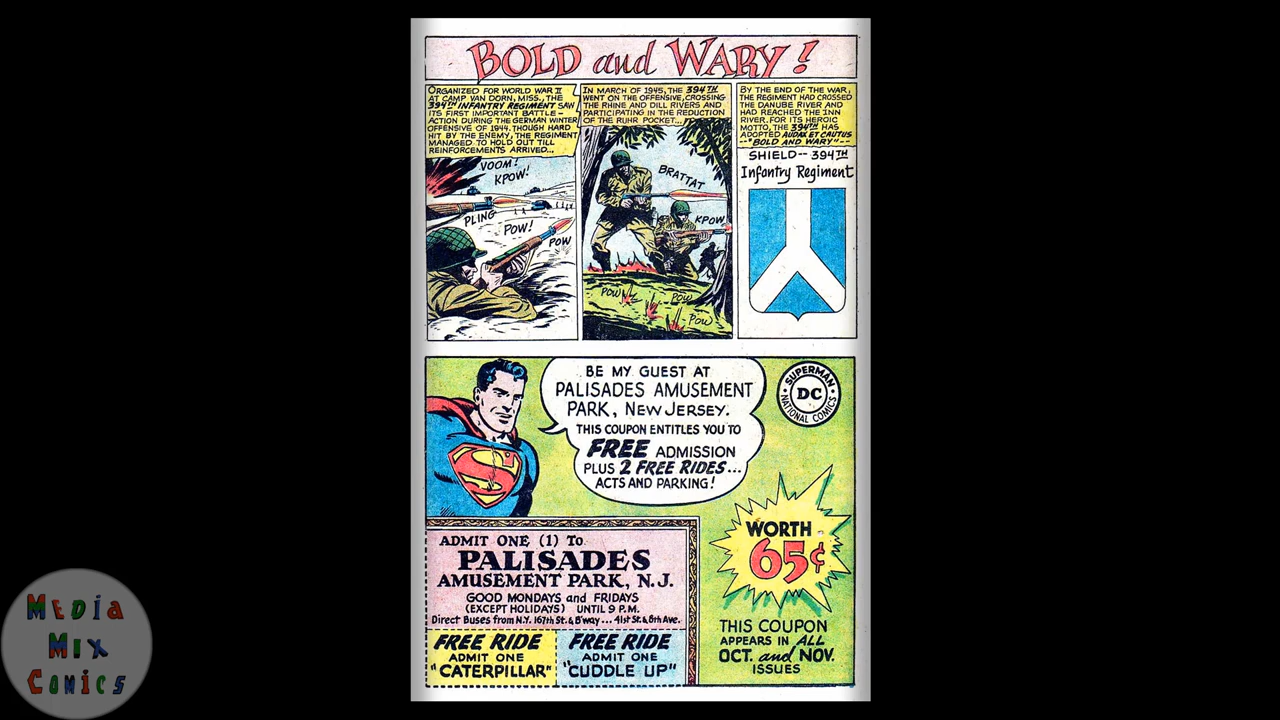 BOLD and WARY!
ORGANIZED FOR WORLD WAR II
AT CAMP VAN DORN, MISS., THE
394TH INFANTRY REGIMENT SAW
ITS FIRST IMPORTANT BATTLE-
ACTION DURING THE GERMAN WINTER
OFFENSIVE OF 1944. THOUGH HARD
HIT BY THE ENEMY, THE REGIMENT
MANAGED TO HOLD OUT TILL
REINFORCEMENTS ARRIVED...
VOOM!
KPOW!
PLING
POW!
POW
IN MARCH OF 1945, THE 394TH
WENT ON THE OFFENSIVE, CROSSING
THE RHINE AND DILL RIVERS AND
PARTICIPATING IN THE REDUCTION
OF THE RUHR POCKET...
BRATTAT
KPOW
POW
POW
POW
BY THE END OF THE WAR,
THE REGIMENT HAD CROSSED
THE DANUBE RIVER AND
HAD REACHED THE INN
RIVER. FOR ITS HEROIC
MOTTO, THE 394TH HAS
ADOPTED AUDAX ET CAUTUS
--"BOLD AND WARY"--
SHIELD--394TH
Infantry Regiment
BE MY GUEST AT
PALISADES AMUSEMENT
PARK, NEW JERSEY.
THIS COUPON ENTITLES YOU TO
FREE ADMISSION
PLUS 2 FREE RIDES...
ACTS AND PARKING!
SUPERMAN
DC
NATIONAL COMICS
S
WORTH
65¢
THIS COUPON
APPEARS IN ALL
OCT. and NOV.
ISSUES
ADMIT ONE (1) TO
PALISADES
AMUSEMENT PARK, N.J.
GOOD MONDAYS and FRIDAYS
(EXCEPT HOLIDAYS) UNTIL 9 P.M.
Direct Buses from N.Y. 167th St. & B'way... 41st St. & 8th Ave.
FREE RIDE
ADMIT ONE
"CATERPILLAR"
FREE RIDE
ADMIT ONE
"CUDDLE UP"
MEDIA
MIX
COMICS